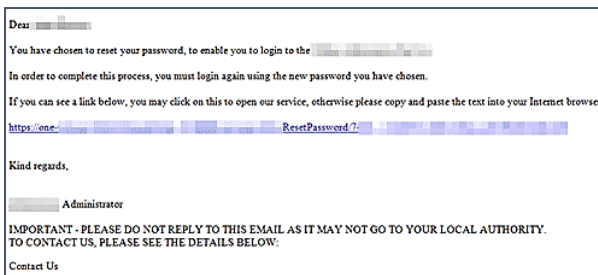 Dear
You have chosen to reset your password, to enable you to login to the
In order to complete this process, you must login again using the new password you have chosen.
If you can see a link below, you may click on this to open our service, otherwise please copy and paste the text into your Internet browse
https://one- ResetPassword/7-
Kind regards,
Administrator
IMPORTANT - PLEASE DO NOT REPLY TO THIS EMAIL AS IT MAY NOT GO TO YOUR LOCAL AUTHORITY.
TO CONTACT US, PLEASE SEE THE DETAILS BELOW:
Contact Us